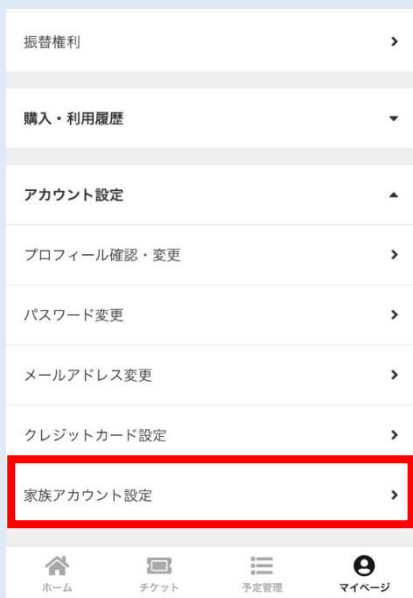 振替権利
購入・利用履歴
アカウント設定
プロフィール確認・変更
パスワード変更
メールアドレス変更
クレジットカード設定
家族アカウント設定
ホーム
チケット
予定管理
マイページ